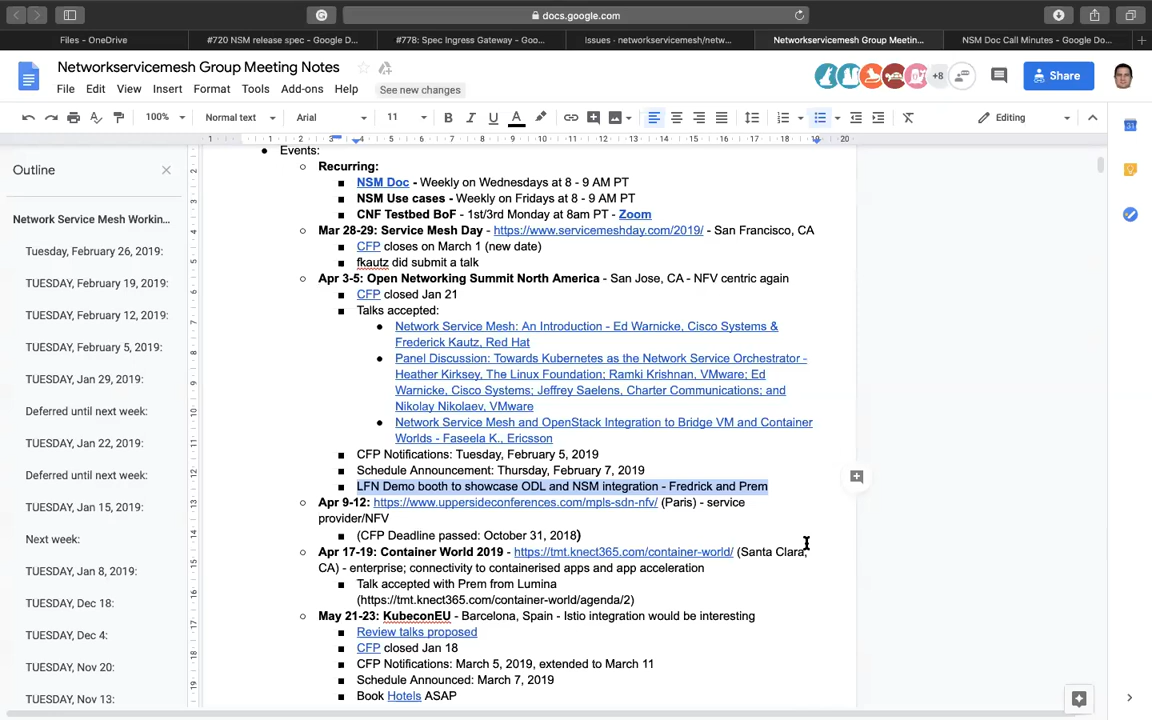 docs.google.com
Files - OneDrive
#720 NSM release spec - Google D...
#778: Spec Ingress Gateway - Goo...
Issues · networkservicemesh/netw...
Networkservicemesh Group Meetin...
NSM Doc Call Minutes - Google Do...
Networkservicemesh Group Meeting Notes
File Edit View Insert Format Tools Add-ons Help See new changes
+8
Share
100% Normal text Arial 11 Editing
Outline
Network Service Mesh Workin...
Tuesday, February 26, 2019:
TUESDAY, February 19, 2019:
TUESDAY, February 12, 2019:
TUESDAY, February 5, 2019:
TUESDAY, Jan 29, 2019:
Deferred until next week:
TUESDAY, Jan 22, 2019:
Deferred until next week:
TUESDAY, Jan 15, 2019:
Next week:
TUESDAY, Jan 8, 2019:
TUESDAY, Dec 18:
TUESDAY, Dec 4:
TUESDAY, Nov 20:
TUESDAY, Nov 13:
Events:
Recurring:
NSM Doc - Weekly on Wednesdays at 8 - 9 AM PT
NSM Use cases - Weekly on Fridays at 8 - 9 AM PT
CNF Testbed BoF - 1st/3rd Monday at 8am PT - Zoom
Mar 28-29: Service Mesh Day - https://www.servicemeshday.com/2019/ - San Francisco, CA
CFP closes on March 1 (new date)
fkautz did submit a talk
Apr 3-5: Open Networking Summit North America - San Jose, CA - NFV centric again
CFP closed Jan 21
Talks accepted:
Network Service Mesh: An Introduction - Ed Warnicke, Cisco Systems &
Frederick Kautz, Red Hat
Panel Discussion: Towards Kubernetes as the Network Service Orchestrator -
Heather Kirksey, The Linux Foundation; Ramki Krishnan, VMware; Ed
Warnicke, Cisco Systems; Jeffrey Saelens, Charter Communications; and
Nikolay Nikolaev, VMware
Network Service Mesh and OpenStack Integration to Bridge VM and Container
Worlds - Faseela K., Ericsson
CFP Notifications: Tuesday, February 5, 2019
Schedule Announcement: Thursday, February 7, 2019
LFN Demo booth to showcase ODL and NSM integration - Fredrick and Prem
Apr 9-12: https://www.uppersideconferences.com/mpls-sdn-nfv/ (Paris) - service
provider/NFV
(CFP Deadline passed: October 31, 2018)
Apr 17-19: Container World 2019 - https://tmt.knect365.com/container-world/ (Santa Clara,
CA) - enterprise; connectivity to containerised apps and app acceleration
Talk accepted with Prem from Lumina
(https://tmt.knect365.com/container-world/agenda/2)
May 21-23: KubeconEU - Barcelona, Spain - Istio integration would be interesting
Review talks proposed
CFP closed Jan 18
CFP Notifications: March 5, 2019, extended to March 11
Schedule Announced: March 7, 2019
Book Hotels ASAP